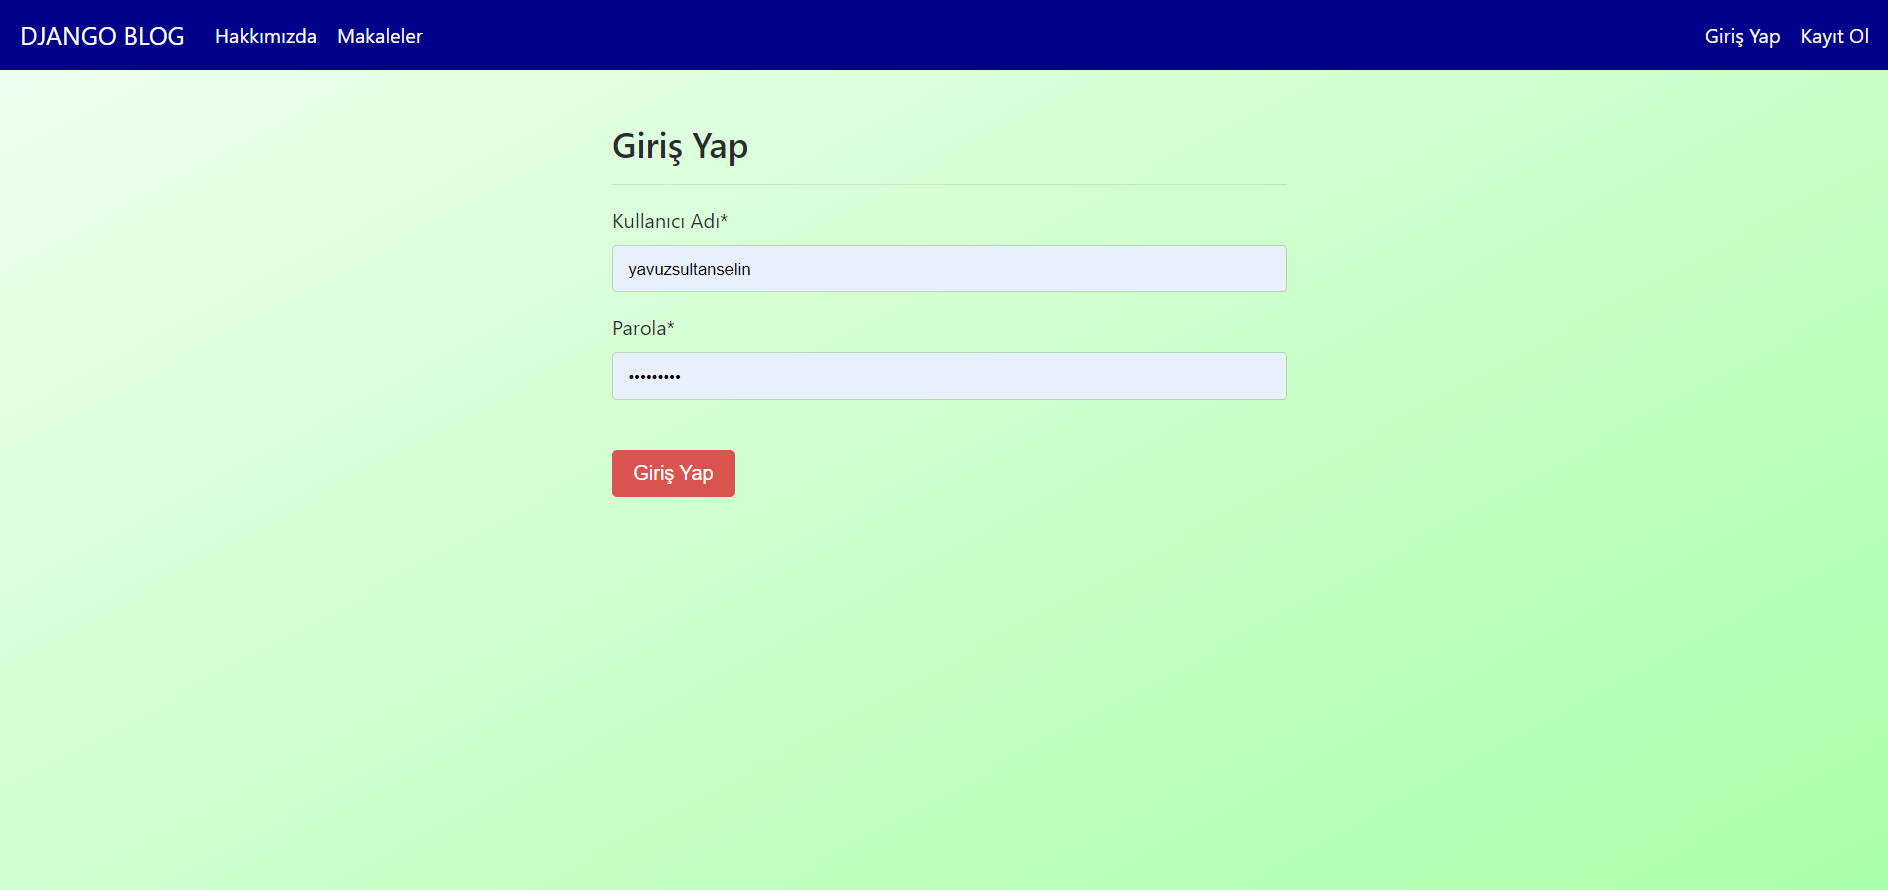 DJANGO BLOG Hakkımızda Makaleler Giriş Yap Kayıt Ol
Giriş Yap
Kullanıcı Adı*
yavuzsultanselin
Parola*
•••••••••
Giriş Yap